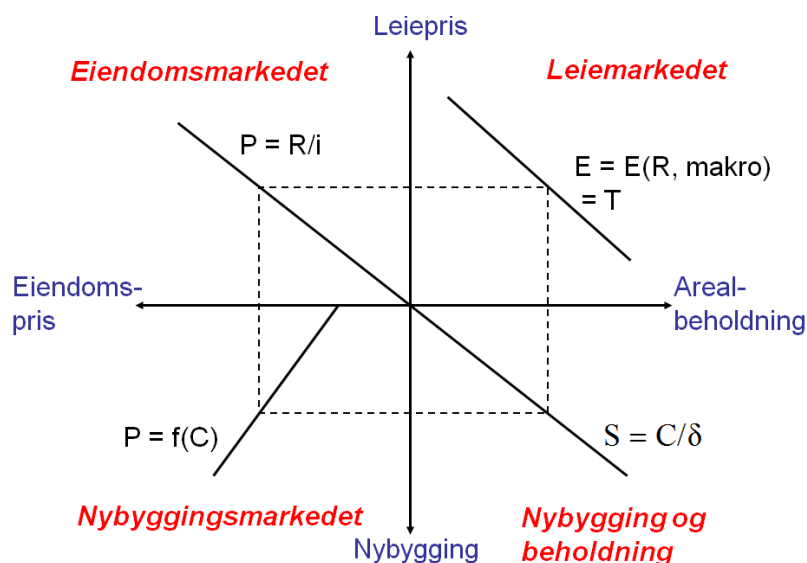 Leiepris
Eiendomsmarkedet
Leiemarkedet
P = R/i
E = E(R, makro)
= T
Eiendoms-
pris
Areal-
beholdning
P = f(C)
S = C/δ
Nybyggingsmarkedet
Nybygging
Nybygging og
beholdning